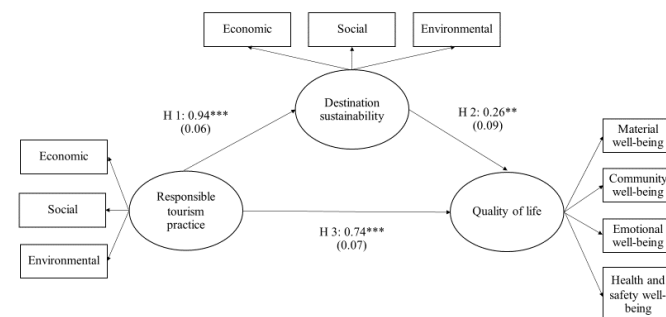 Economic
Social
Environmental
Destination
sustainability
H 1: 0.94***
(0.06)
H 2: 0.26**
(0.09)
Economic
Social
Environmental
Responsible
tourism
practice
H 3: 0.74***
(0.07)
Quality of life
Material
well-being
Community
well-being
Emotional
well-being
Health and
safety well-
being